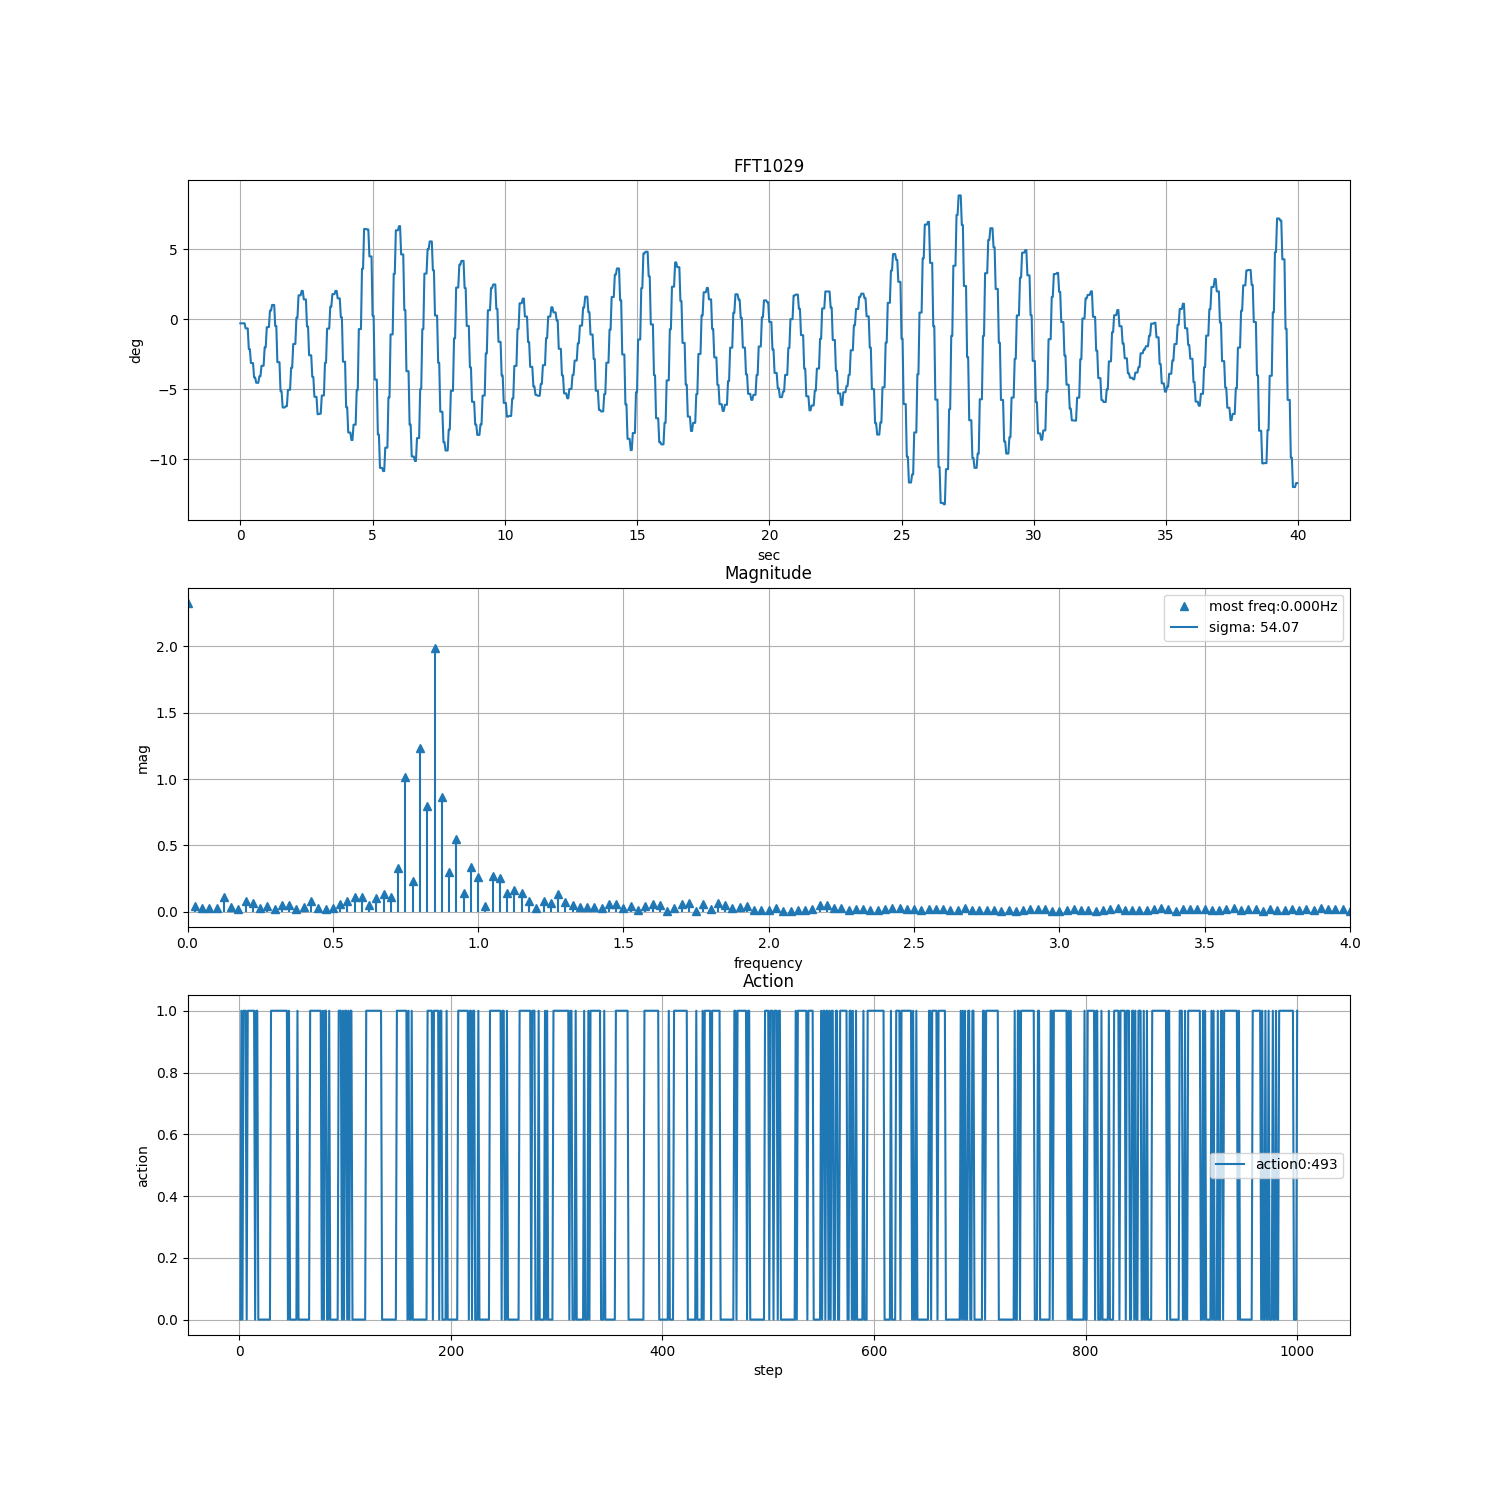 FFT1029
5
0
−5
−10
deg
0 5 10 15 20 25 30 35 40
sec
Magnitude
most freq:0.000Hz
sigma: 54.07
2.0
1.5
1.0
0.5
0.0
mag
0.0 0.5 1.0 1.5 2.0 2.5 3.0 3.5 4.0
frequency
Action
1.0
0.8
0.6
0.4
0.2
0.0
action
action0:493
0 200 400 600 800 1000
step